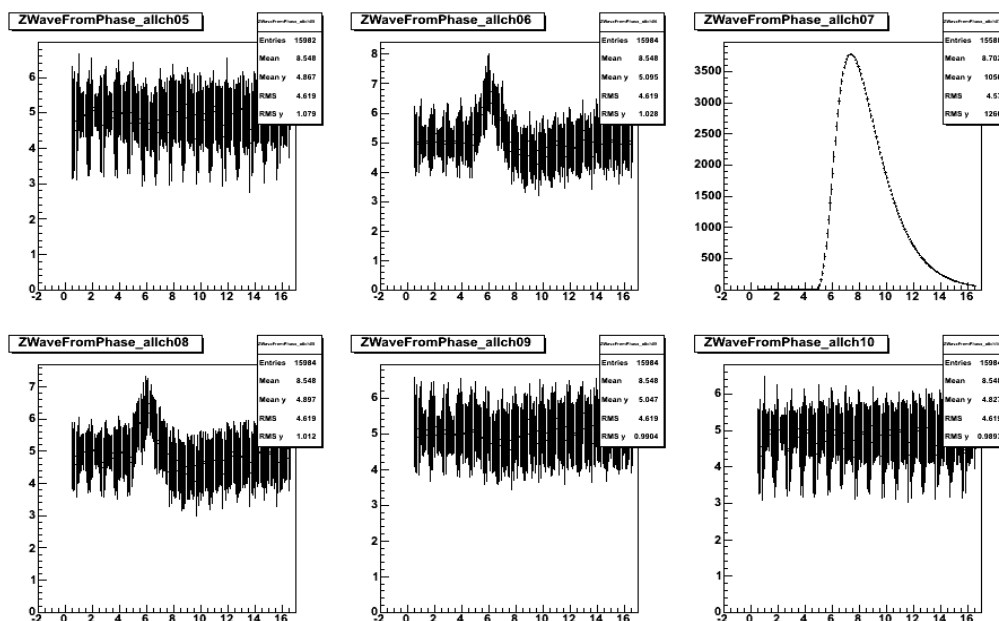 ZWaveFromPhase_allch05
Entries 15982
Mean 8.548
Mean y 4.867
RMS 4.619
RMS y 1.079
6
5
4
3
2
1
0
-2 0 2 4 6 8 10 12 14 16
ZWaveFromPhase_allch06
Entries 15984
Mean 8.548
Mean y 5.095
RMS 4.619
RMS y 1.028
8
7
6
5
4
3
2
1
0
-2 0 2 4 6 8 10 12 14 16
ZWaveFromPhase_allch07
Entries
Mean
Mean y
RMS
RMS y
3500
3000
2500
2000
1500
1000
500
0
-2 0 2 4 6 8 10 12 14 16
ZWaveFromPhase_allch08
Entries 15984
Mean 8.548
Mean y 4.897
RMS 4.619
RMS y 1.012
7
6
5
4
3
2
1
0
-2 0 2 4 6 8 10 12 14 16
ZWaveFromPhase_allch09
Entries 15984
Mean 8.548
Mean y 5.047
RMS 4.619
RMS y 0.9904
6
5
4
3
2
1
0
-2 0 2 4 6 8 10 12 14 16
ZWaveFromPhase_allch10
Entries 15984
Mean 8.548
Mean y 4.827
RMS 4.619
RMS y
6
5
4
3
2
1
0
-2 0 2 4 6 8 10 12 14 16